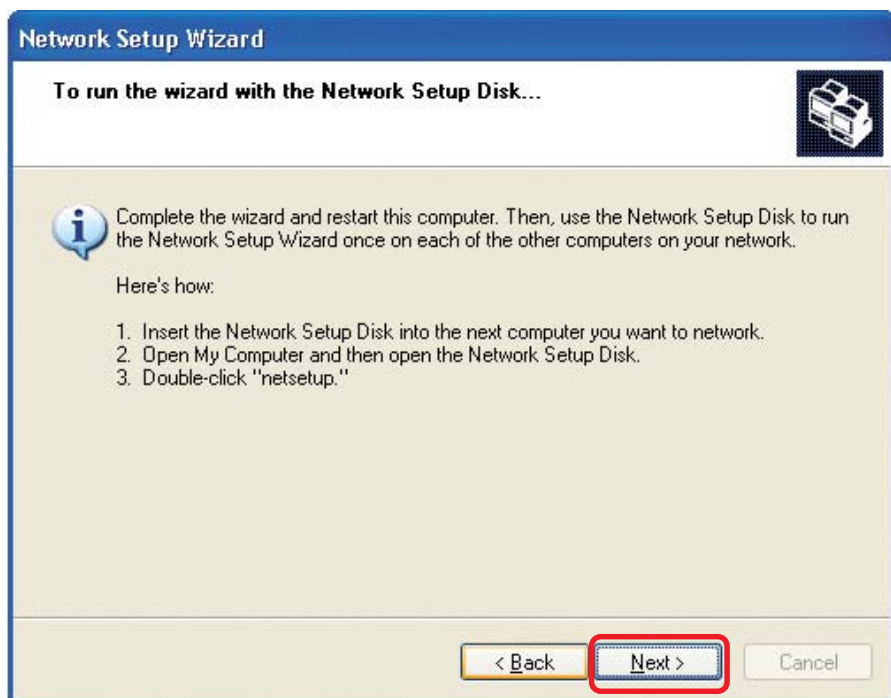 Network Setup Wizard
To run the wizard with the Network Setup Disk...
Complete the wizard and restart this computer. Then, use the Network Setup Disk to run
the Network Setup Wizard once on each of the other computers on your network.
Here's how:
1. Insert the Network Setup Disk into the next computer you want to network.
2. Open My Computer and then open the Network Setup Disk.
3. Double-click "netsetup."
< Back
Next >
Cancel